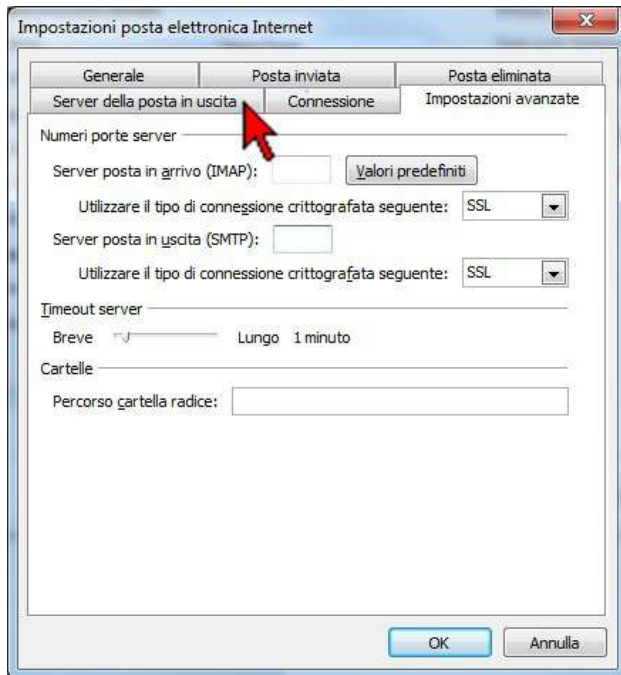 Impostazioni posta elettronica Internet
Generale
Posta inviata
Posta eliminata
Server della posta in uscita
Connessione
Impostazioni avanzate
Numeri porte server
Server posta in arrivo (IMAP):
Valori predefiniti
Utilizzare il tipo di connessione crittografata seguente: SSL
Server posta in uscita (SMTP):
Utilizzare il tipo di connessione crittografata seguente: SSL
Timeout server
Breve Lungo 1 minuto
Cartelle
Percorso cartella radice:
OK
Annulla